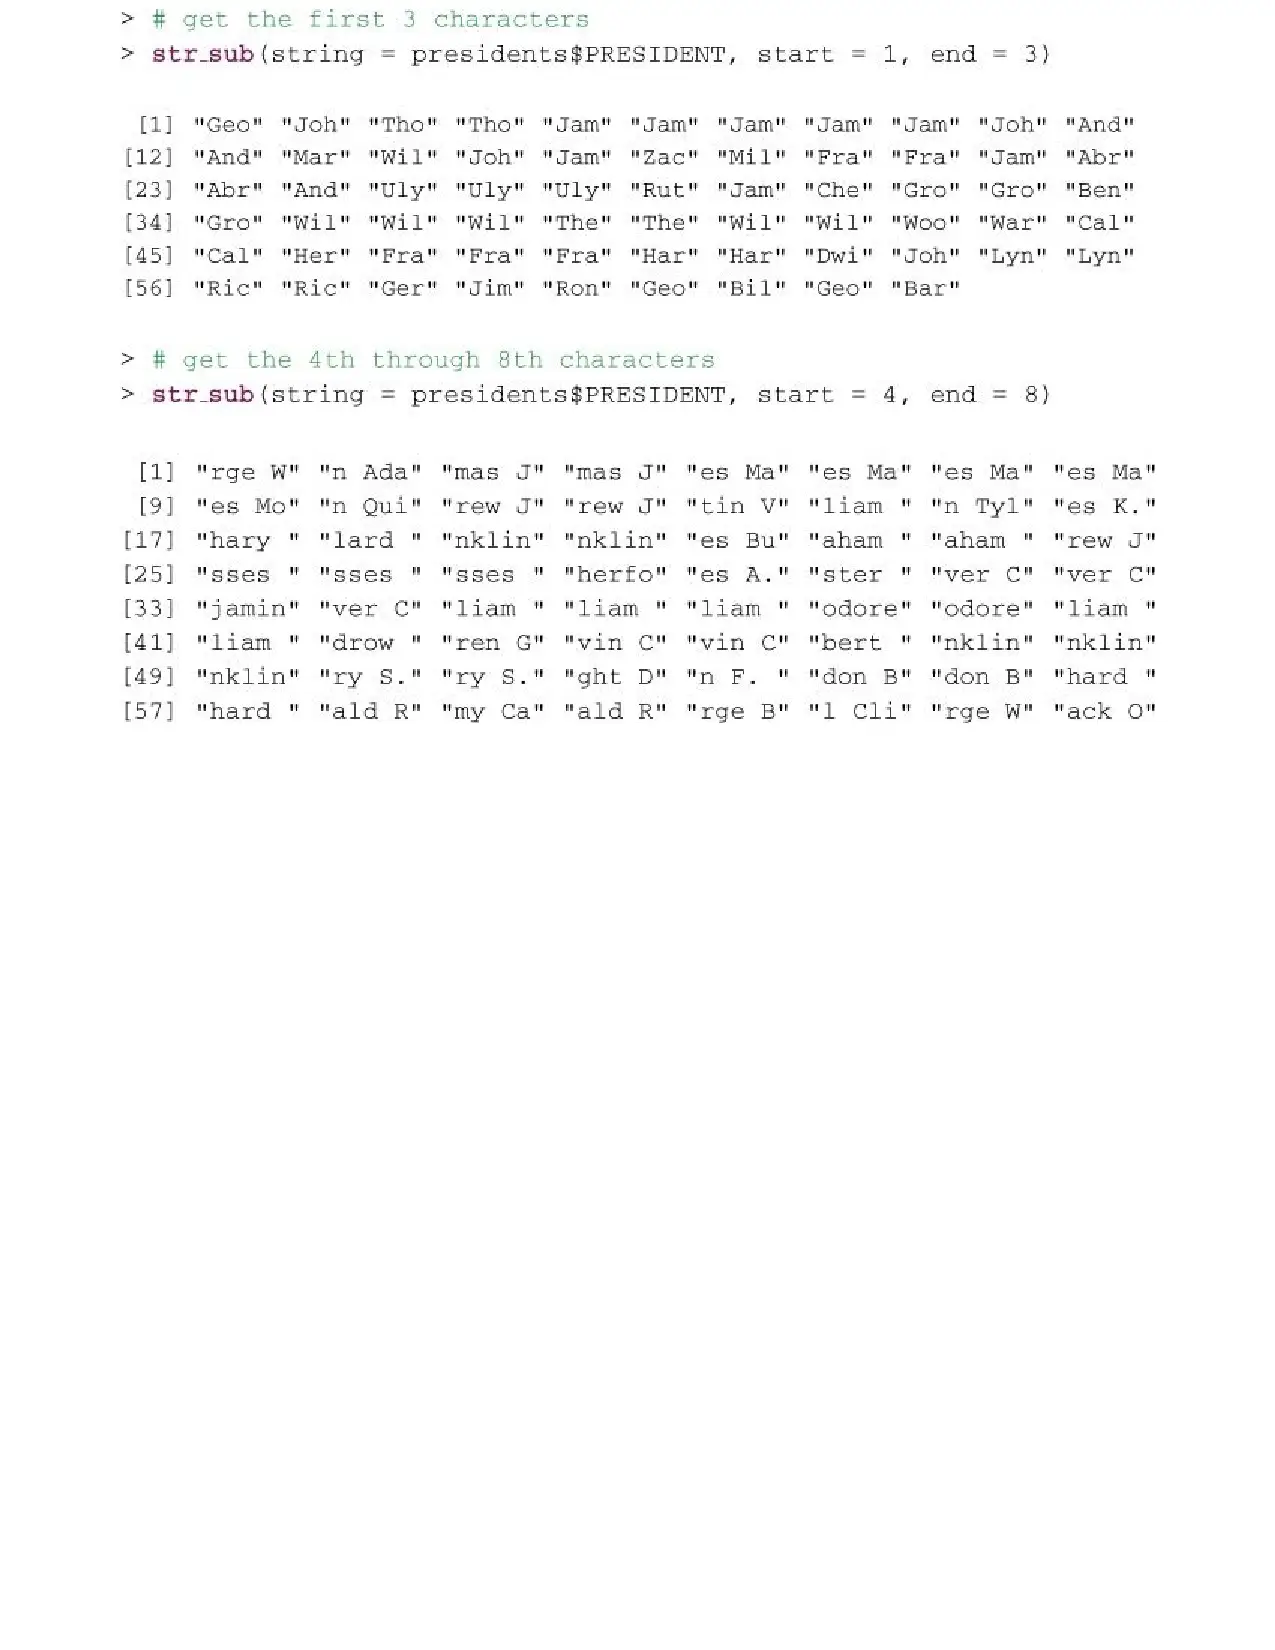 > # get the first 3 characters
> str_sub(string = presidents$PRESIDENT, start = 1, end = 3)
[1] "Geo" "Joh" "Tho" "Tho" "Jam" "Jam" "Jam" "Jam" "Jam" "Joh" "And"
[12] "And" "Mar" "Wil" "Joh" "Jam" "Zac" "Mil" "Fra" "Fra" "Jam" "Abr"
[23] "Abr" "And" "Uly" "Uly" "Uly" "Rut" "Jam" "Che" "Gro" "Gro" "Ben"
[34] "Gro" "Wil" "Wil" "Wil" "The" "The" "Wil" "Wil" "Woo" "War" "Cal"
[45] "Cal" "Her" "Fra" "Fra" "Fra" "Har" "Har" "Dwi" "Joh" "Lyn" "Lyn"
[56] "Ric" "Ric" "Ger" "Jim" "Ron" "Geo" "Bil" "Geo" "Bar"
> # get the 4th through 8th characters
> str_sub(string = presidents$PRESIDENT, start = 4, end = 8)
[1] "rge W" "n Ada" "mas J" "mas J" "es Ma" "es Ma" "es Ma" "es Ma"
[9] "es Mo" "n Qui" "rew J" "rew J" "tin V" "liam " "n Tyl" "es K."
[17] "hary " "lard " "nklin" "nklin" "es Bu" "aham " "aham " "rew J"
[25] "sses " "sses " "sses " "herfo" "es A." "ster " "ver C" "ver C"
[33] "jamin" "ver C" "liam " "liam " "liam " "odore" "odore" "liam "
[41] "liam " "drow " "ren G" "vin C" "vin C" "bert " "nklin" "nklin"
[49] "nklin" "ry S." "ry S." "ght D" "n F. " "don B" "don B" "hard "
[57] "hard " "ald R" "my Ca" "ald R" "rge B" "l Cli" "rge W" "ack O"